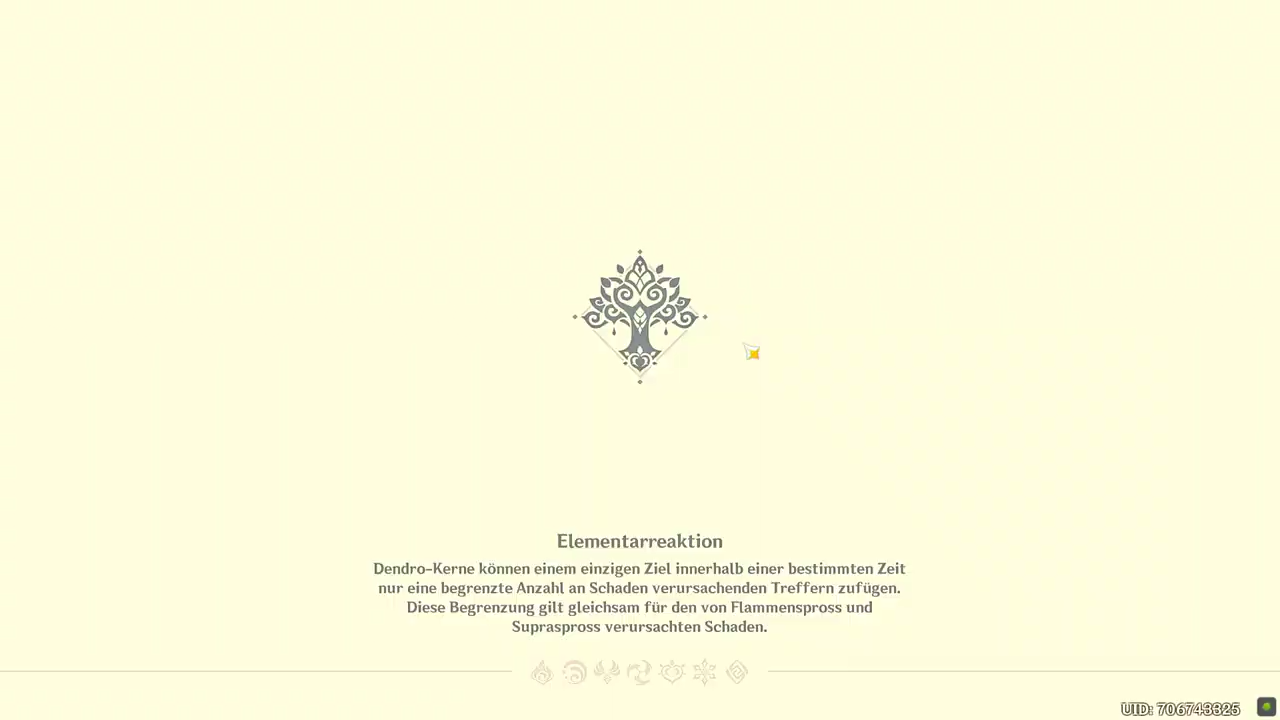 Elementarreaktion
Dendro-Kerne können einem einzigen Ziel innerhalb einer bestimmten Zeit
nur eine begrenzte Anzahl an Schaden verursachenden Treffern zufügen.
Diese Begrenzung gilt gleichsam für den von Flammenspross und
Supraspross verursachten Schaden.
UID: 706743325